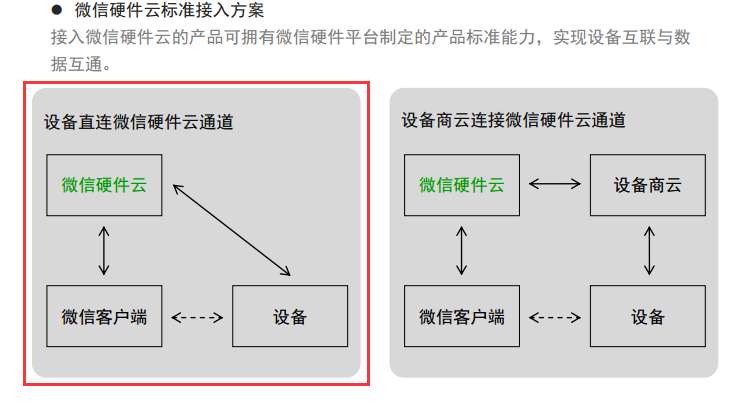 ● 微信硬件云标准接入方案
接入微信硬件云的产品可拥有微信硬件平台制定的产品标准能力，实现设备互联与数
据互通。
设备直连微信硬件云通道
微信硬件云
微信客户端
设备
设备商云连接微信硬件云通道
微信硬件云
设备商云
微信客户端
设备